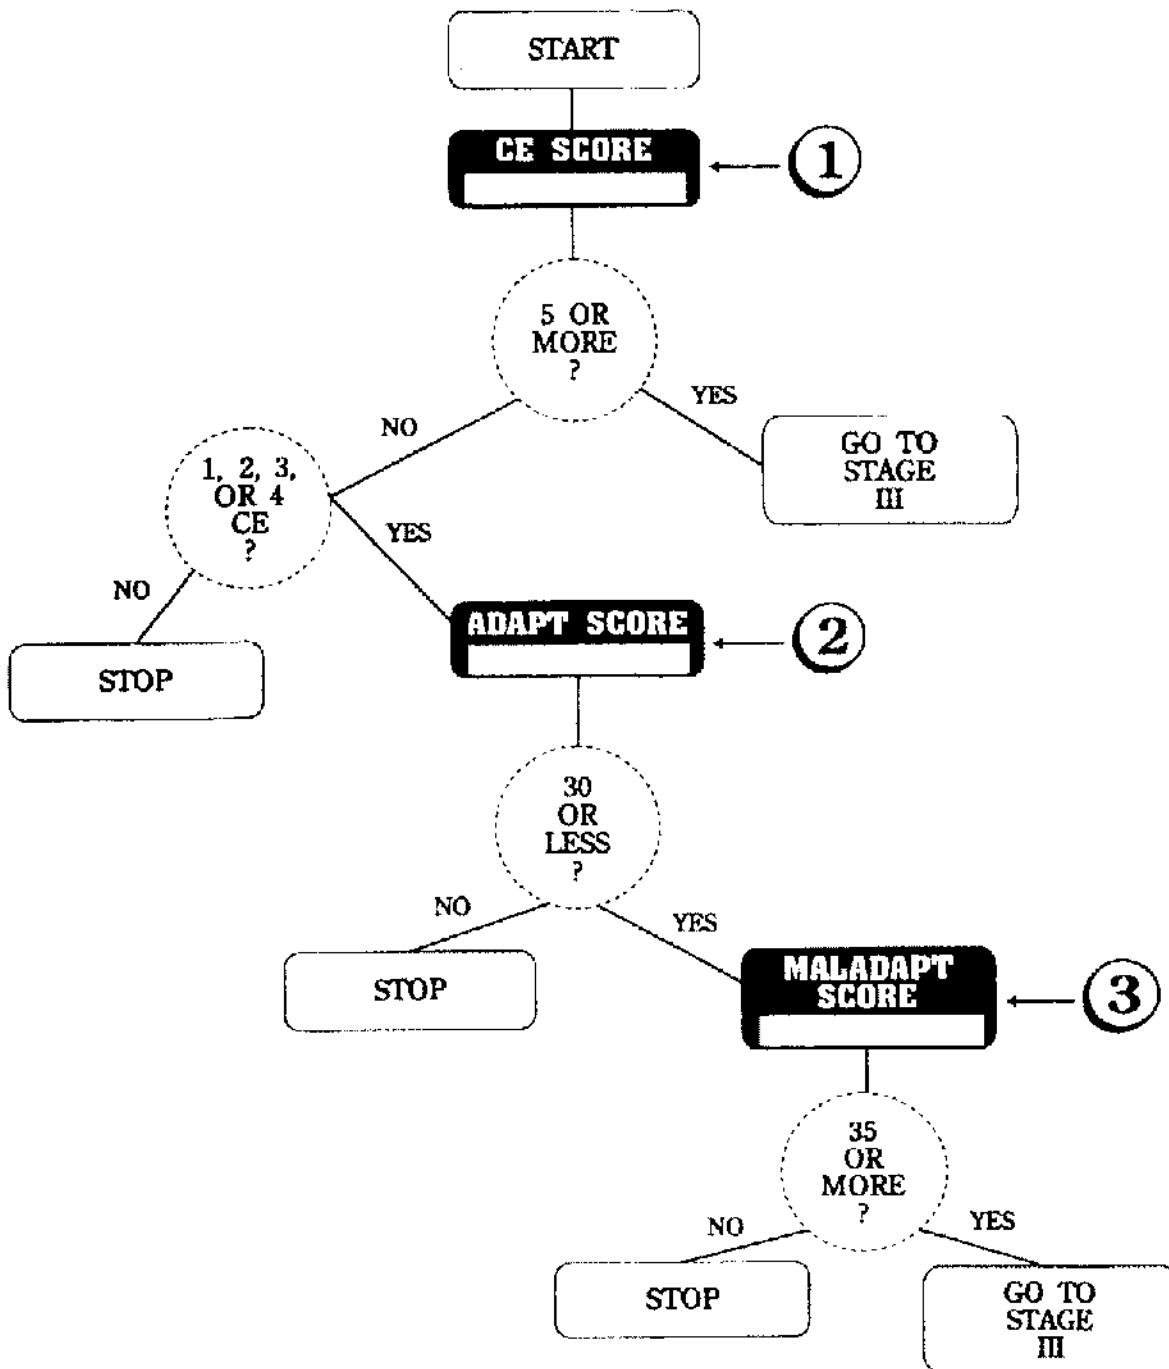 START
CE SCORE
1
5 OR
MORE
?
NO
YES
GO TO
STAGE
III
1, 2, 3,
OR 4
CE
?
NO
YES
STOP
ADAPT SCORE
2
30
OR
LESS
?
NO
YES
STOP
MALADAPT
SCORE
3
35
OR
MORE
?
NO
YES
STOP
GO TO
STAGE
III